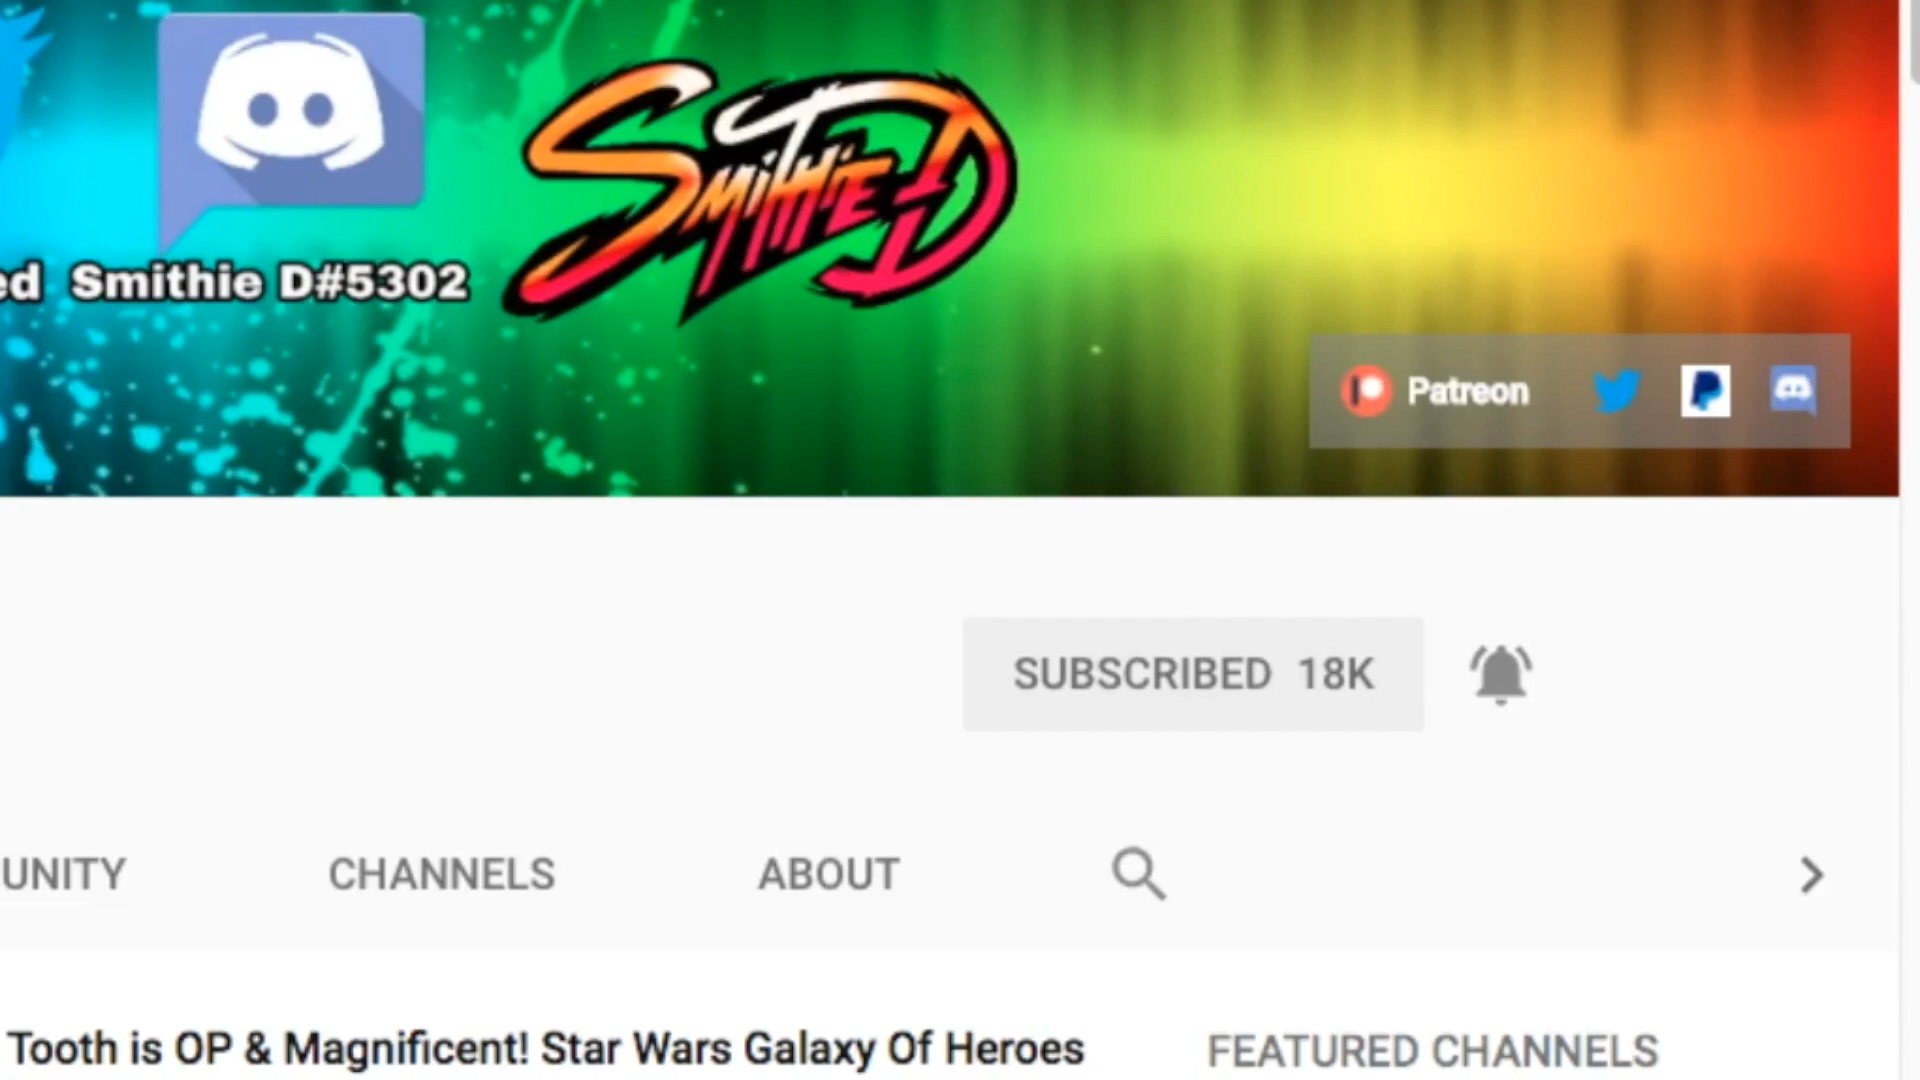 Smithie D
ed Smithie D#5302
Patreon
SUBSCRIBED 18K
UNITY CHANNELS ABOUT
Tooth is OP & Magnificent! Star Wars Galaxy Of Heroes
FEATURED CHANNELS